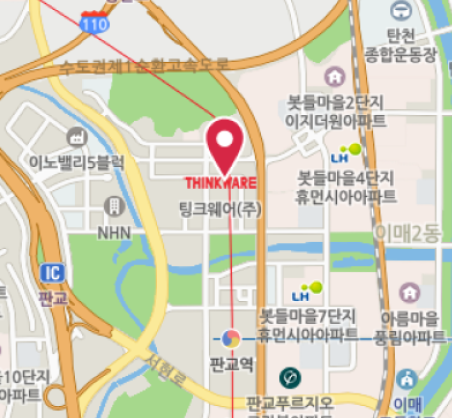 110
수도권제1순환고속도로
탄천
종합운동장
봇들마을2단지
이지더원아파트
이노밸리5블럭
LH
THINKWARE
봇들마을4단지
휴먼시아아파트
팅크웨어(주)
NHN
이매2동
IC
판교
LH
봇들마을7단지
휴먼시아아파트
아름마을
풍림아파트
서현로
판교역
10단지
아파트
판교푸르지오
이매